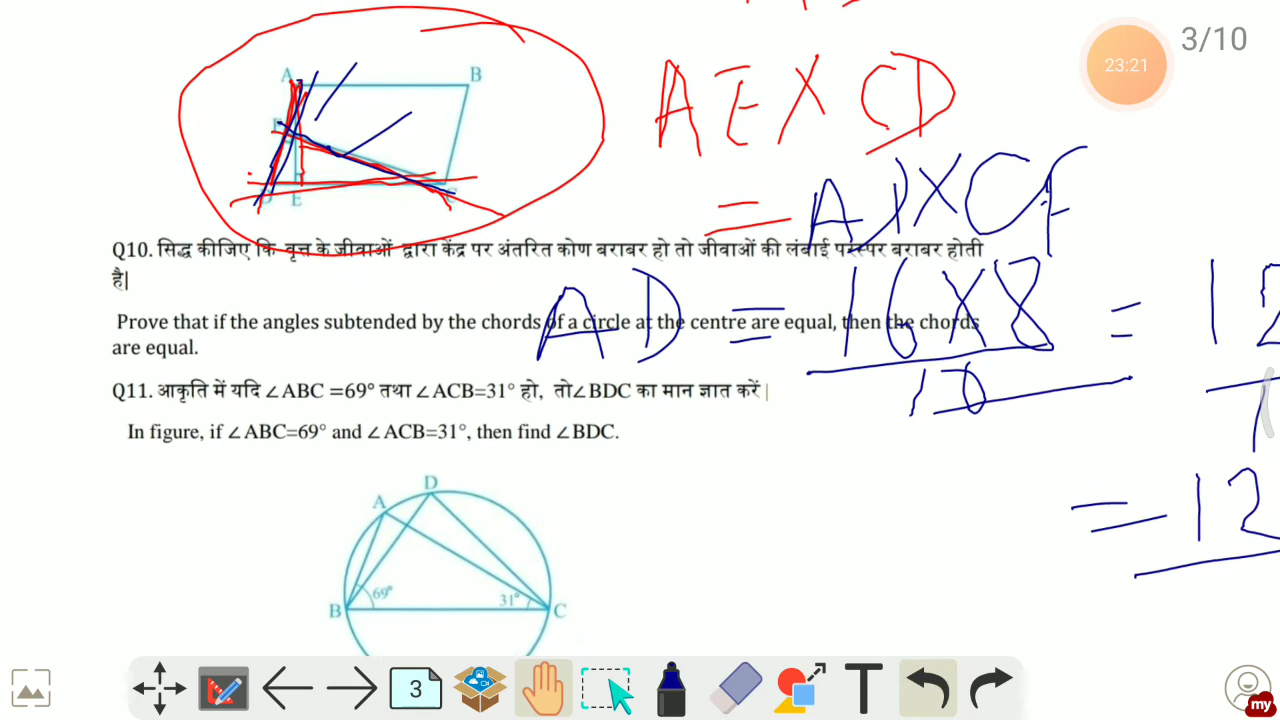 3/10
23:21
A B
AE X CD
F
D E C
= AD X CF
Q10. सिद्ध कीजिए कि वृत्त के जीवाओं द्वारा केंद्र पर अंतरित कोण बराबर हो तो जीवाओं की लंबाई परस्पर बराबर होती
है|
AD = 16X8 =
10
Prove that if the angles subtended by the chords of a circle at the centre are equal, then the chords
are equal.
Q11. आकृति में यदि ∠ABC =69° तथा ∠ACB=31° हो, तो∠BDC का मान ज्ञात करें|
In figure, if ∠ABC=69° and ∠ACB=31°, then find ∠BDC.
= 12
D
A
69° 31°
B C
3 T
my